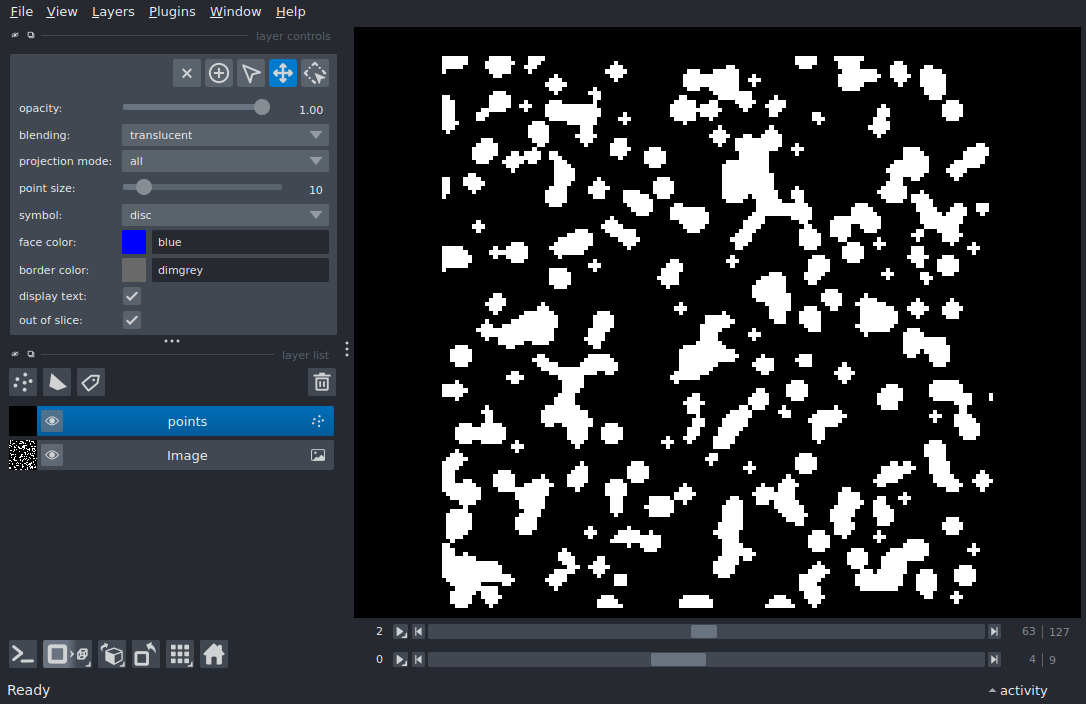 File View Layers Plugins Window Help
layer controls
opacity: 1.00
blending: translucent
projection mode: all
point size: 10
symbol: disc
face color: blue
border color: dimgrey
display text:
out of slice:
layer list
points
Image
2 63 127
0 4 9
Ready activity